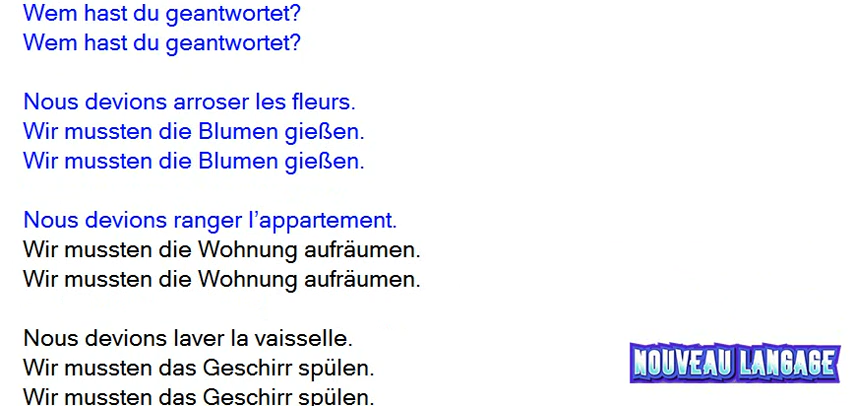 Wem hast du geantwortet?
Wem hast du geantwortet?
Nous devions arroser les fleurs.
Wir mussten die Blumen gießen.
Wir mussten die Blumen gießen.
Nous devions ranger l’appartement.
Wir mussten die Wohnung aufräumen.
Wir mussten die Wohnung aufräumen.
Nous devions laver la vaisselle.
Wir mussten das Geschirr spülen.
Wir mussten das Geschirr spülen.
NOUVEAU LANGAGE